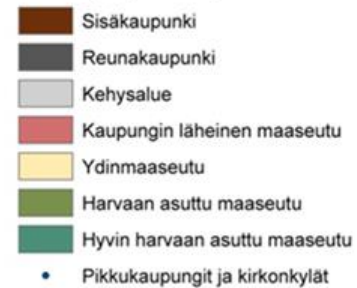 Sisäkaupunki
Reunakaupunki
Kehysalue
Kaupungin läheinen maaseutu
Ydinmaaseutu
Harvaan asuttu maaseutu
Hyvin harvaan asuttu maaseutu
Pikkukaupungit ja kirkonkylät